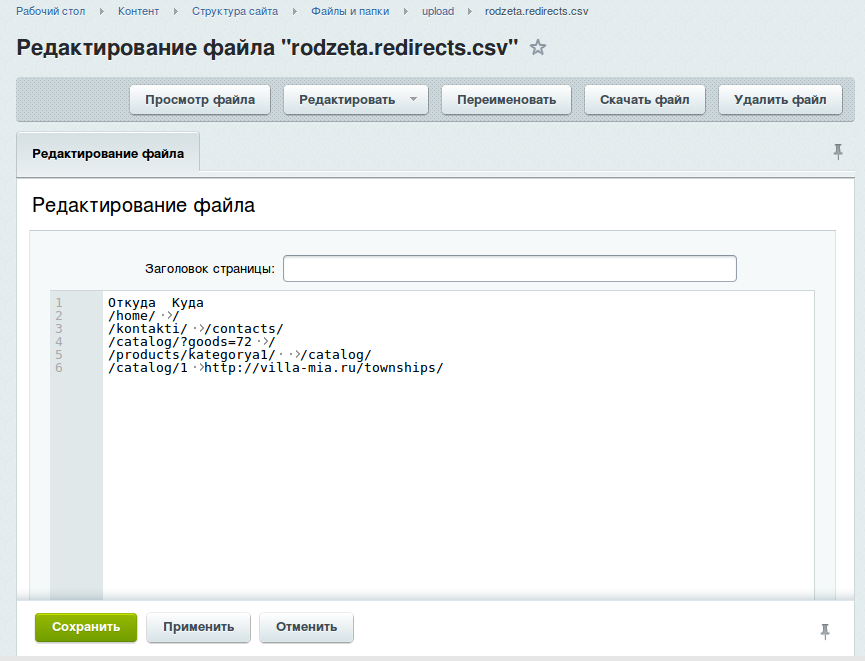 Рабочий стол Контент Структура сайта Файлы и папки upload rodzeta.redirects.csv
Редактирование файла "rodzeta.redirects.csv"
Просмотр файла Редактировать Переименовать Скачать файл Удалить файл
Редактирование файла
Редактирование файла
Заголовок страницы:
1 Откуда Куда
2 /home/ ·> /
3 /kontakti/ ·> /contacts/
4 /catalog/?goods=72 ·> /
5 /products/kategorya1/ · ·> /catalog/
6 /catalog/1 ·> http://villa-mia.ru/townships/
Сохранить Применить Отменить